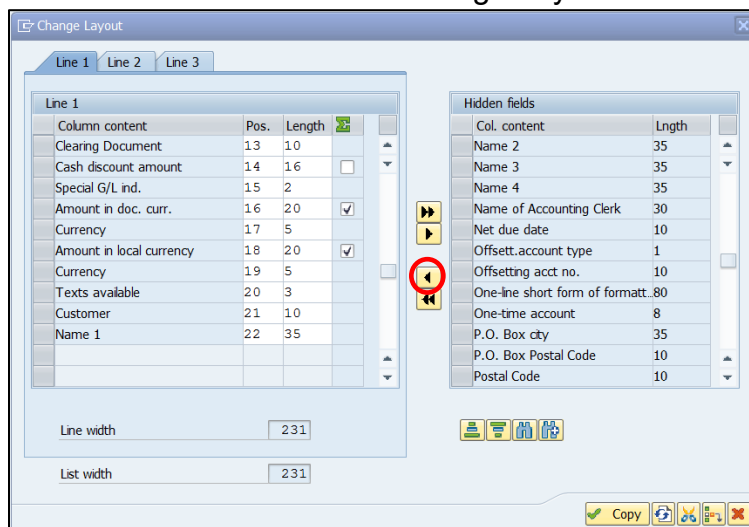 Change Layout
Line 1 Line 2 Line 3
Line 1
Column content Pos. Length
Clearing Document 13 10
Cash discount amount 14 16
Special G/L ind. 15 2
Amount in doc. curr. 16 20
Currency 17 5
Amount in local currency 18 20
Currency 19 5
Texts available 20 3
Customer 21 10
Name 1 22 35
Line width 231
List width 231
Hidden fields
Col. content Lngth
Name 2 35
Name 3 35
Name 4 35
Name of Accounting Clerk 30
Net due date 10
Offsett.account type 1
Offsetting acct no. 10
One-line short form of formatt.. 80
One-time account 8
P.O. Box city 35
P.O. Box Postal Code 10
Postal Code 10
Copy